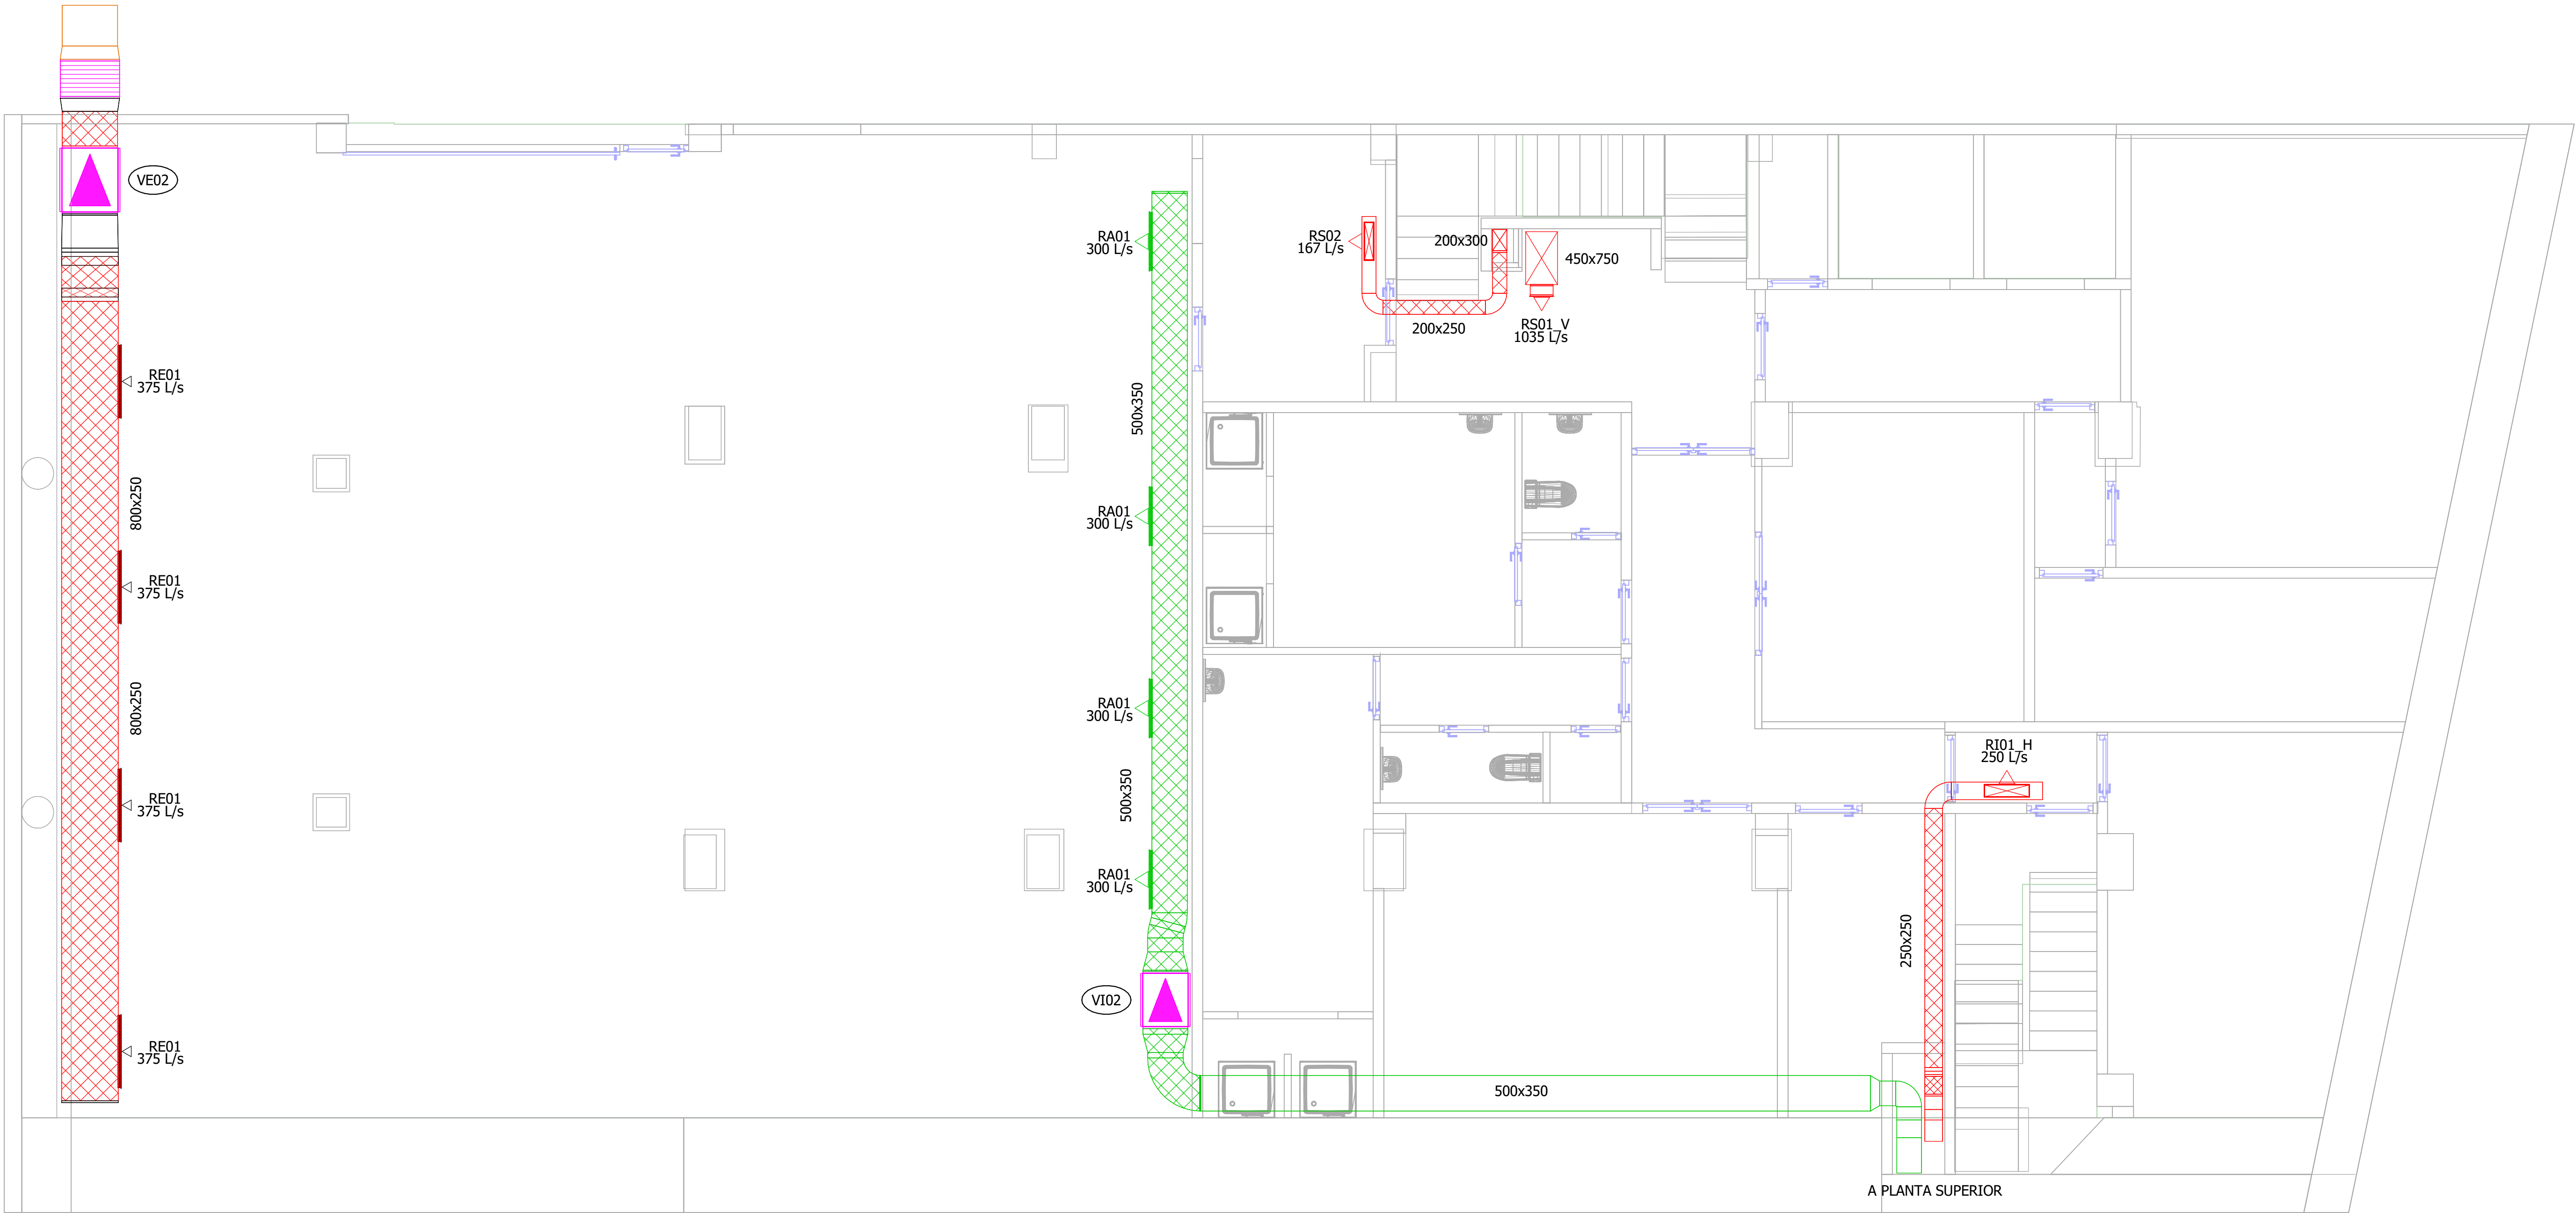 VE02
RA01
300 L/s
RS02
167 L/s
200x300
450x750
200x250
RS01_V
1035 L/s
RE01
375 L/s
500x350
800x250
RA01
300 L/s
RE01
375 L/s
800x250
RA01
300 L/s
RI01_H
250 L/s
RE01
375 L/s
500x350
RA01
300 L/s
250x250
VI02
RE01
375 L/s
500x350
A PLANTA SUPERIOR